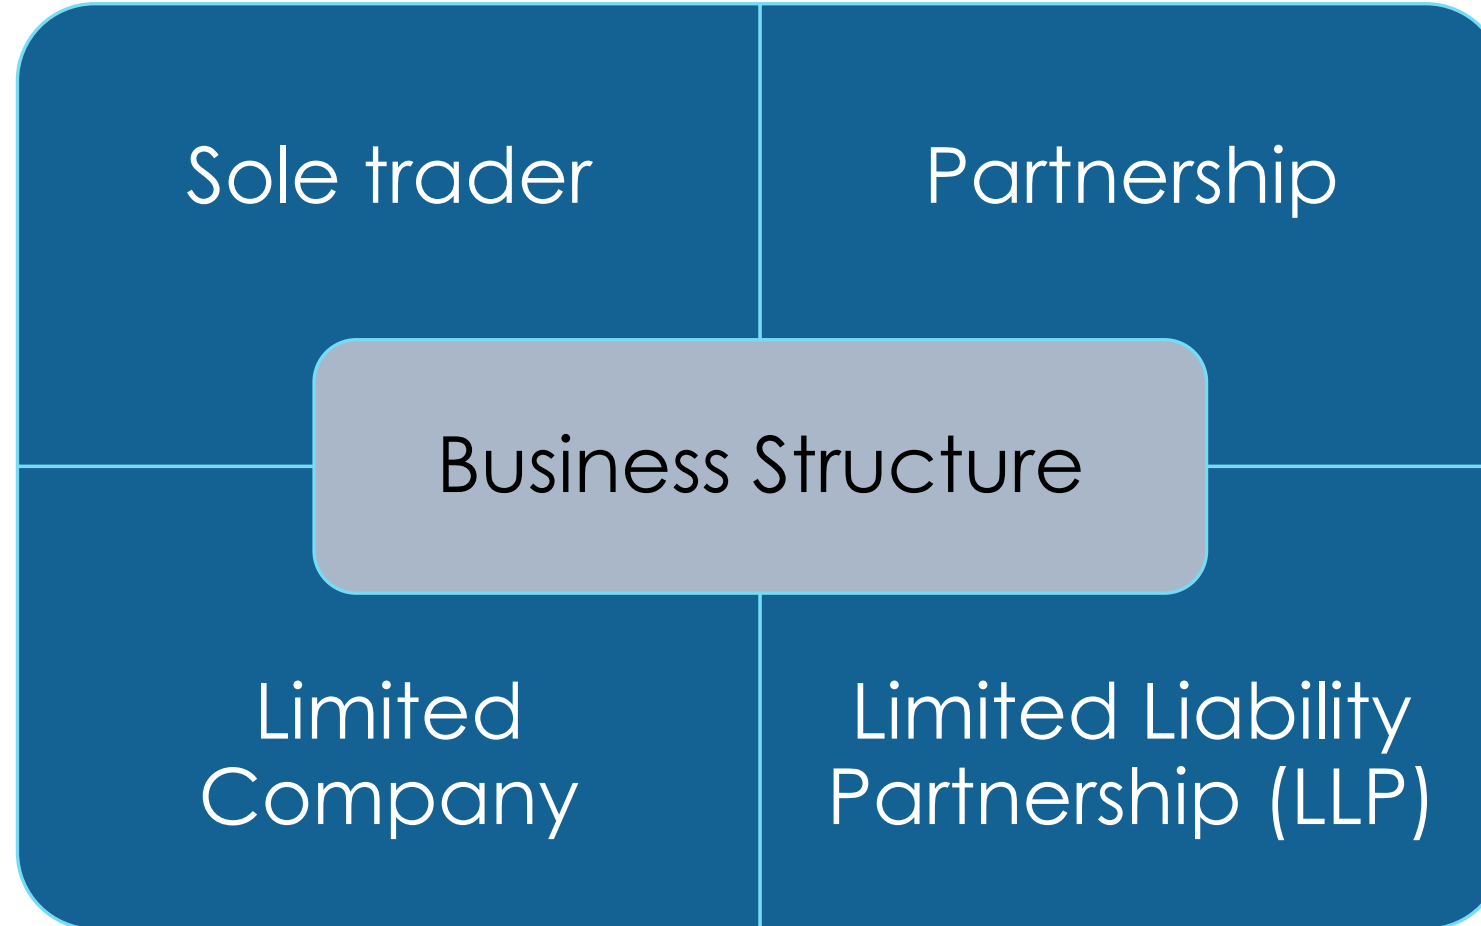 Sole trader
Partnership
Business Structure
Limited
Company
Limited Liability
Partnership (LLP)